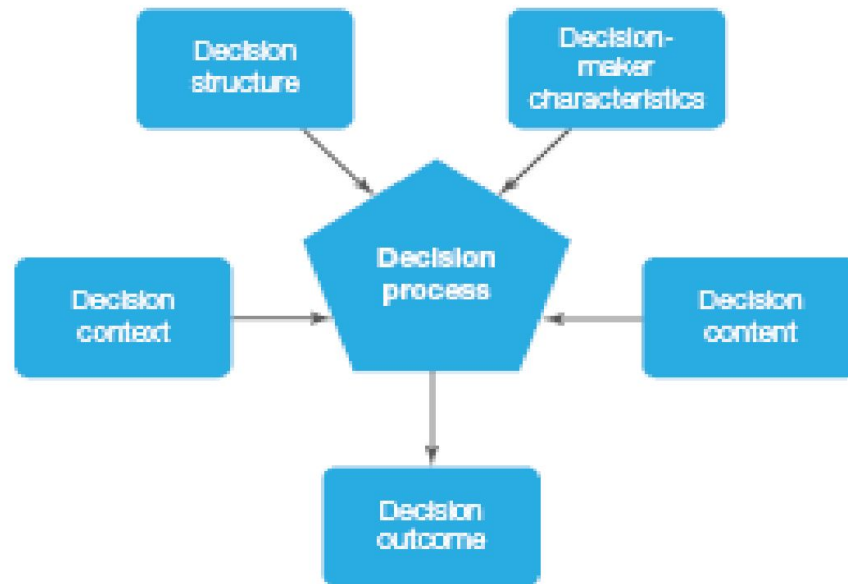 Decision
structure
Decision-
maker
characteristics
Decision
process
Decision
context
Decision
content
Decision
outcome